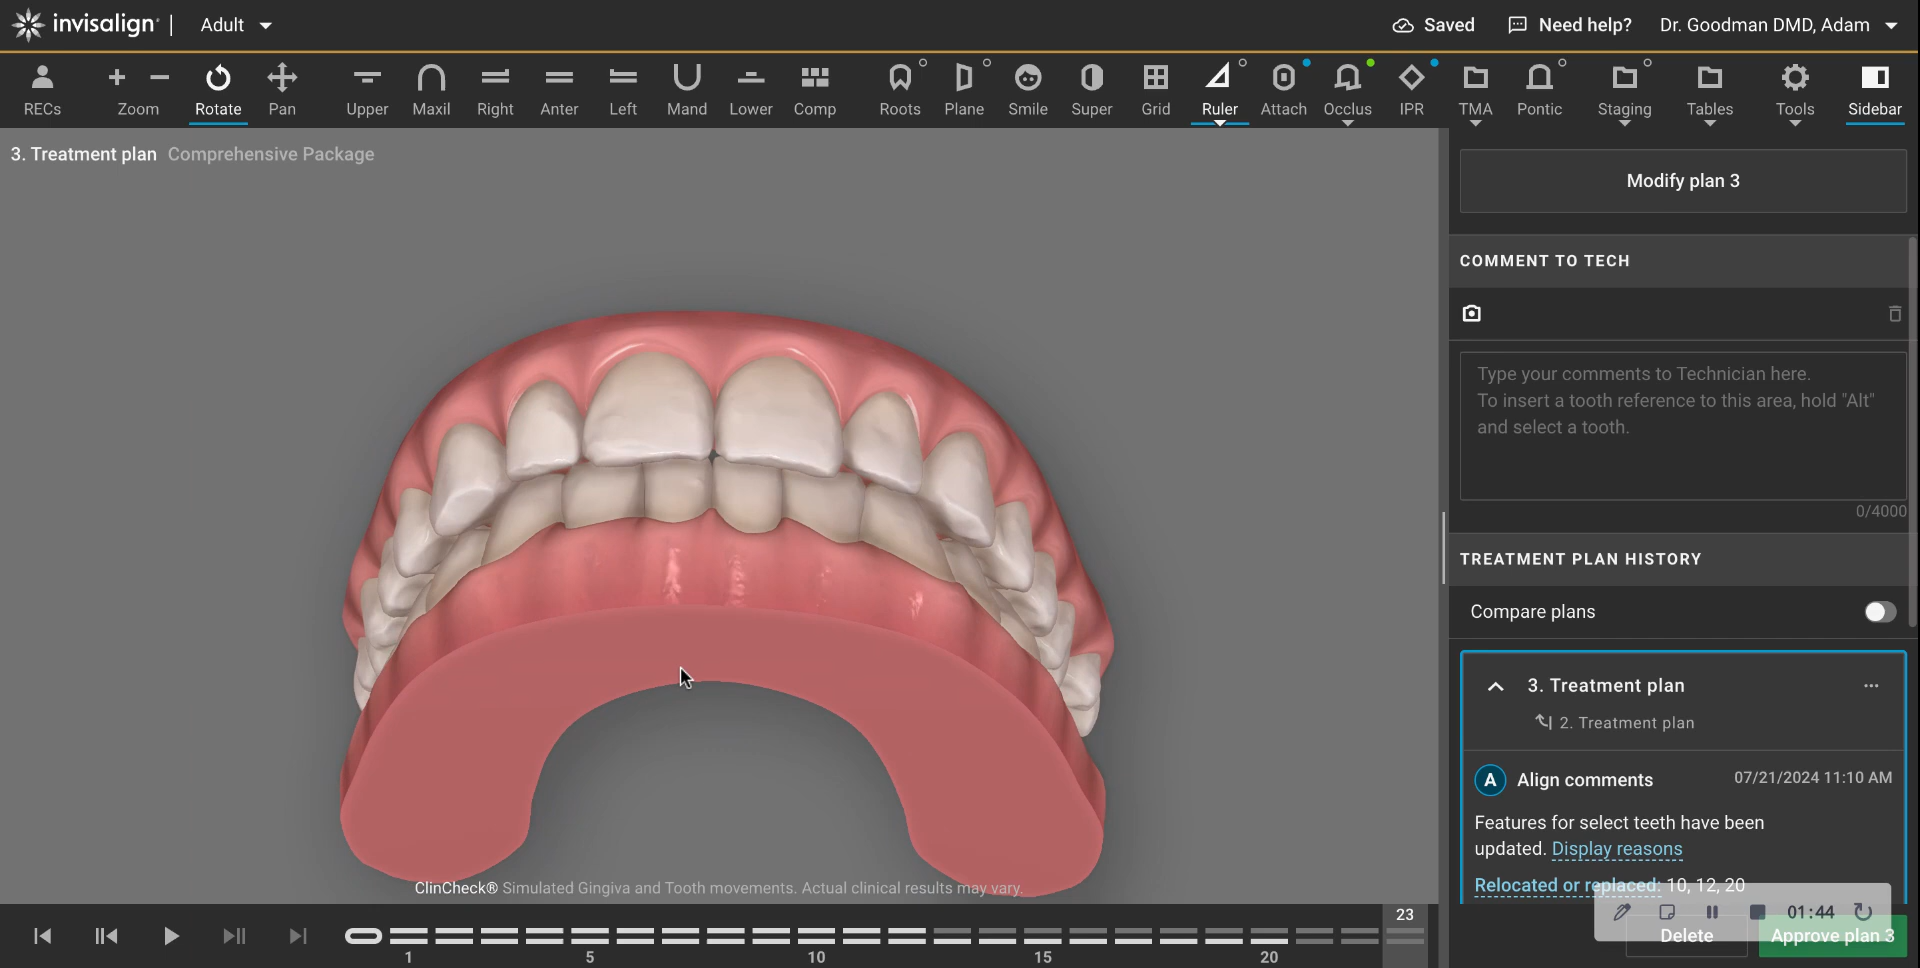 invisalign
Adult
Saved
Need help?
Dr. Goodman DMD, Adam
RECs
Zoom
Rotate
Pan
Upper
Maxil
Right
Anter
Left
Mand
Lower
Comp
Roots
Plane
Smile
Super
Grid
Ruler
Attach
Occlus
IPR
TMA
Pontic
Staging
Tables
Tools
Sidebar
3. Treatment plan Comprehensive Package
Modify plan 3
COMMENT TO TECH
Type your comments to Technician here.
To insert a tooth reference to this area, hold "Alt"
and select a tooth.
0/4000
TREATMENT PLAN HISTORY
Compare plans
3. Treatment plan
2. Treatment plan
A Align comments 07/21/2024 11:10 AM
Features for select teeth have been
updated. Display reasons
Relocated or replaced: 10, 12, 20
ClinCheck® Simulated Gingiva and Tooth movements. Actual clinical results may vary.
01:44
Delete
Approve plan 3
23
1
5
10
15
20